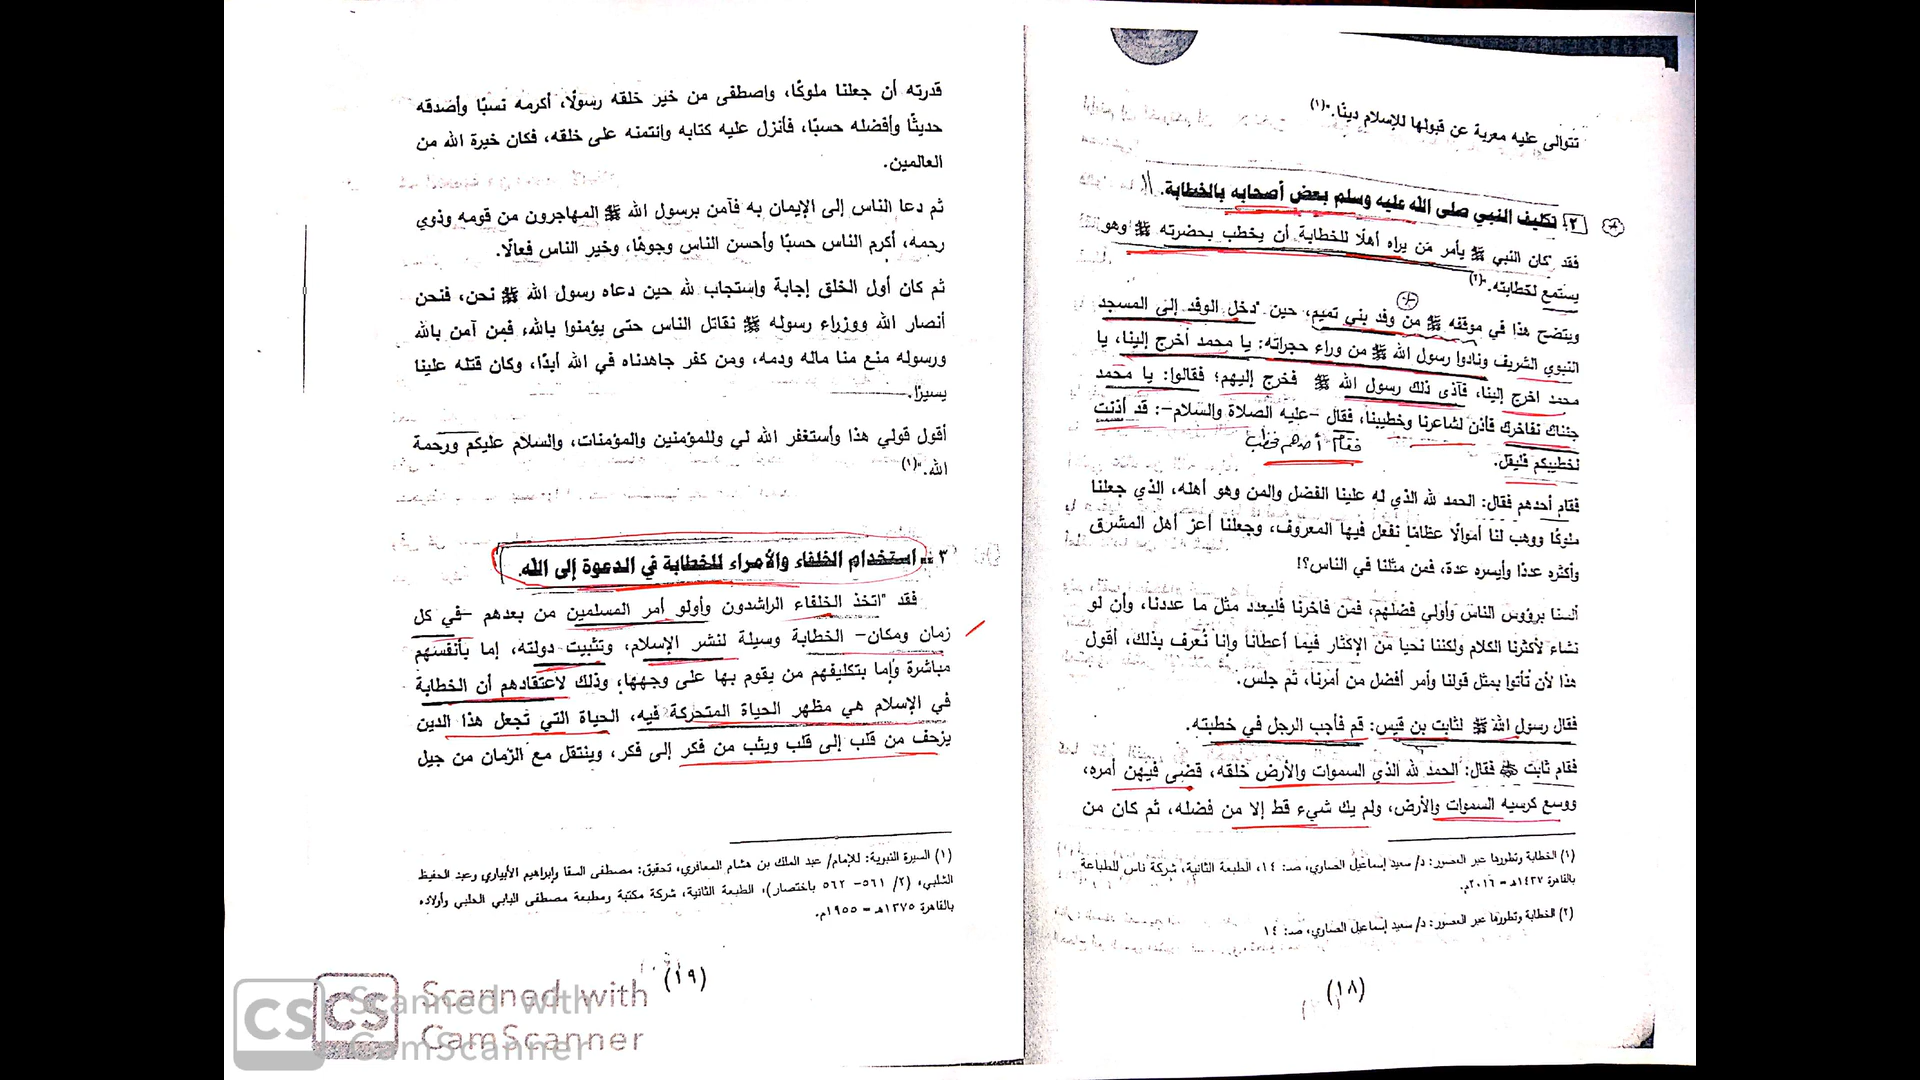 تتوالى عليه معربة عن قبولها للإسلام دينًا."(١)
٢. تكليف النبي صلى الله عليه وسلم بعض أصحابه بالخطابة.
فقد كان النبي ﷺ يأمر مَن يراه أهلًا للخطابة أن يخطب بحضرته ﷺ وهو
يستمع لخطابته."(٢)
ويتضح هذا في موقفه ﷺ من وفد بني تميم، حين "دخل الوفد إلى المسجد
النبوي الشريف ونادوا رسول الله ﷺ من وراء حجراته: يا محمد أخرج إلينا، يا
محمد اخرج إلينا، فآذى ذلك رسول الله ﷺ فخرج إليهم؛ فقالوا: يا محمد
جئناك نفاخرك فأذن لشاعرنا وخطيبنا، فقال -عليه الصلاة والسلام-: قد أذنت
فقام أحدهم فخطب
لخطيبكم فليقل.
فقام أحدهم فقال: الحمد لله الذي له علينا الفضل والمن وهو أهله، الذي جعلنا
ملوكًا ووهب لنا أموالًا عظامًا نفعل فيها المعروف، وجعلنا أعز أهل المشرق
وأكثره عددًا وأيسره عدة، فمن مثلنا في الناس؟!
ألسنا برؤوس الناس وأولي فضلهم، فمن فاخرنا فليعدد مثل ما عددنا، وأن لو
نشاء لأكثرنا الكلام ولكننا نحيا من الإكثار فيما أعطانا وإنا نُعرف بذلك، أقول
هذا لأن تأتوا بمثل قولنا وأمر أفضل من أمرنا، ثم جلس.
فقال رسول الله ﷺ لثابت بن قيس: قم فأجب الرجل في خطبته.
فقام ثابت فقال: الحمد لله الذي السموات والأرض خلقه، قضى فيهن أمره،
ووسع كرسيه السموات والأرض، ولم يك شيء قط إلا من فضله، ثم كان من
(١) الخطابة وتطورها عبر العصور: د/ سعيد إسماعيل الصاوي، صـ: ١٤، الطبعة الثانية، شركة ناس للطباعة
بالقاهرة ١٤٣٧هـ = ٢٠١٦م.
(٢) الخطابة وتطورها عبر العصور: د/ سعيد إسماعيل الصاوي، صـ: ١٤
(١٨)
قدرته أن جعلنا ملوكًا، واصطفى من خير خلقه رسولًا، أكرمه نسبًا وأصدقه
حديثًا وأفضله حسبًا، فأنزل عليه كتابه وائتمنه على خلقه، فكان خيرة الله من
العالمين.
ثم دعا الناس إلى الإيمان به فآمن برسول الله ﷺ المهاجرون من قومه وذوي
رحمه، أكرم الناس حسبًا وأحسن الناس وجوهًا، وخير الناس فعالًا.
ثم كان أول الخلق إجابة واستجاب لله حين دعاه رسول الله ﷺ نحن، فنحن
أنصار الله ووزراء رسوله ﷺ نقاتل الناس حتى يؤمنوا بالله، فمن آمن بالله
ورسوله منع منا ماله ودمه، ومن كفر جاهدناه في الله أبدًا، وكان قتله علينا
يسيرًا.
أقول قولي هذا وأستغفر الله لي وللمؤمنين والمؤمنات، والسلام عليكم ورحمة
الله."(١)
٣ـ استخدام الخلفاء والأمراء للخطابة في الدعوة إلى الله.
فقد "اتخذ الخلفاء الراشدون وأولو أمر المسلمين من بعدهم -في كل
زمان ومكان- الخطابة وسيلة لنشر الإسلام، وتثبيت دولته، إما بأنفسهم
مباشرة وإما بتكليفهم من يقوم بها على وجهها، وذلك لاعتقادهم أن الخطابة
في الإسلام هي مظهر الحياة المتحركة فيه، الحياة التي تجعل هذا الدين
يزحف من قلب إلى قلب ويثب من فكر إلى فكر، وينتقل مع الزمان من جيل
(١) السيرة النبوية: للإمام/ عبد الملك بن هشام المعافري، تحقيق: مصطفى السقا وإبراهيم الأبياري وعبد الحفيظ
الشلبي، (٢/ ٥٦١- ٥٦٢ باختصار)، الطبعة الثانية، شركة مكتبة ومطبعة مصطفى البابي الحلبي وأولاده
بالقاهرة ١٣٧٥هـ = ١٩٥٥م.
(١٩)
CS Scanned with
CamScanner
CS Scanned with
CamScanner